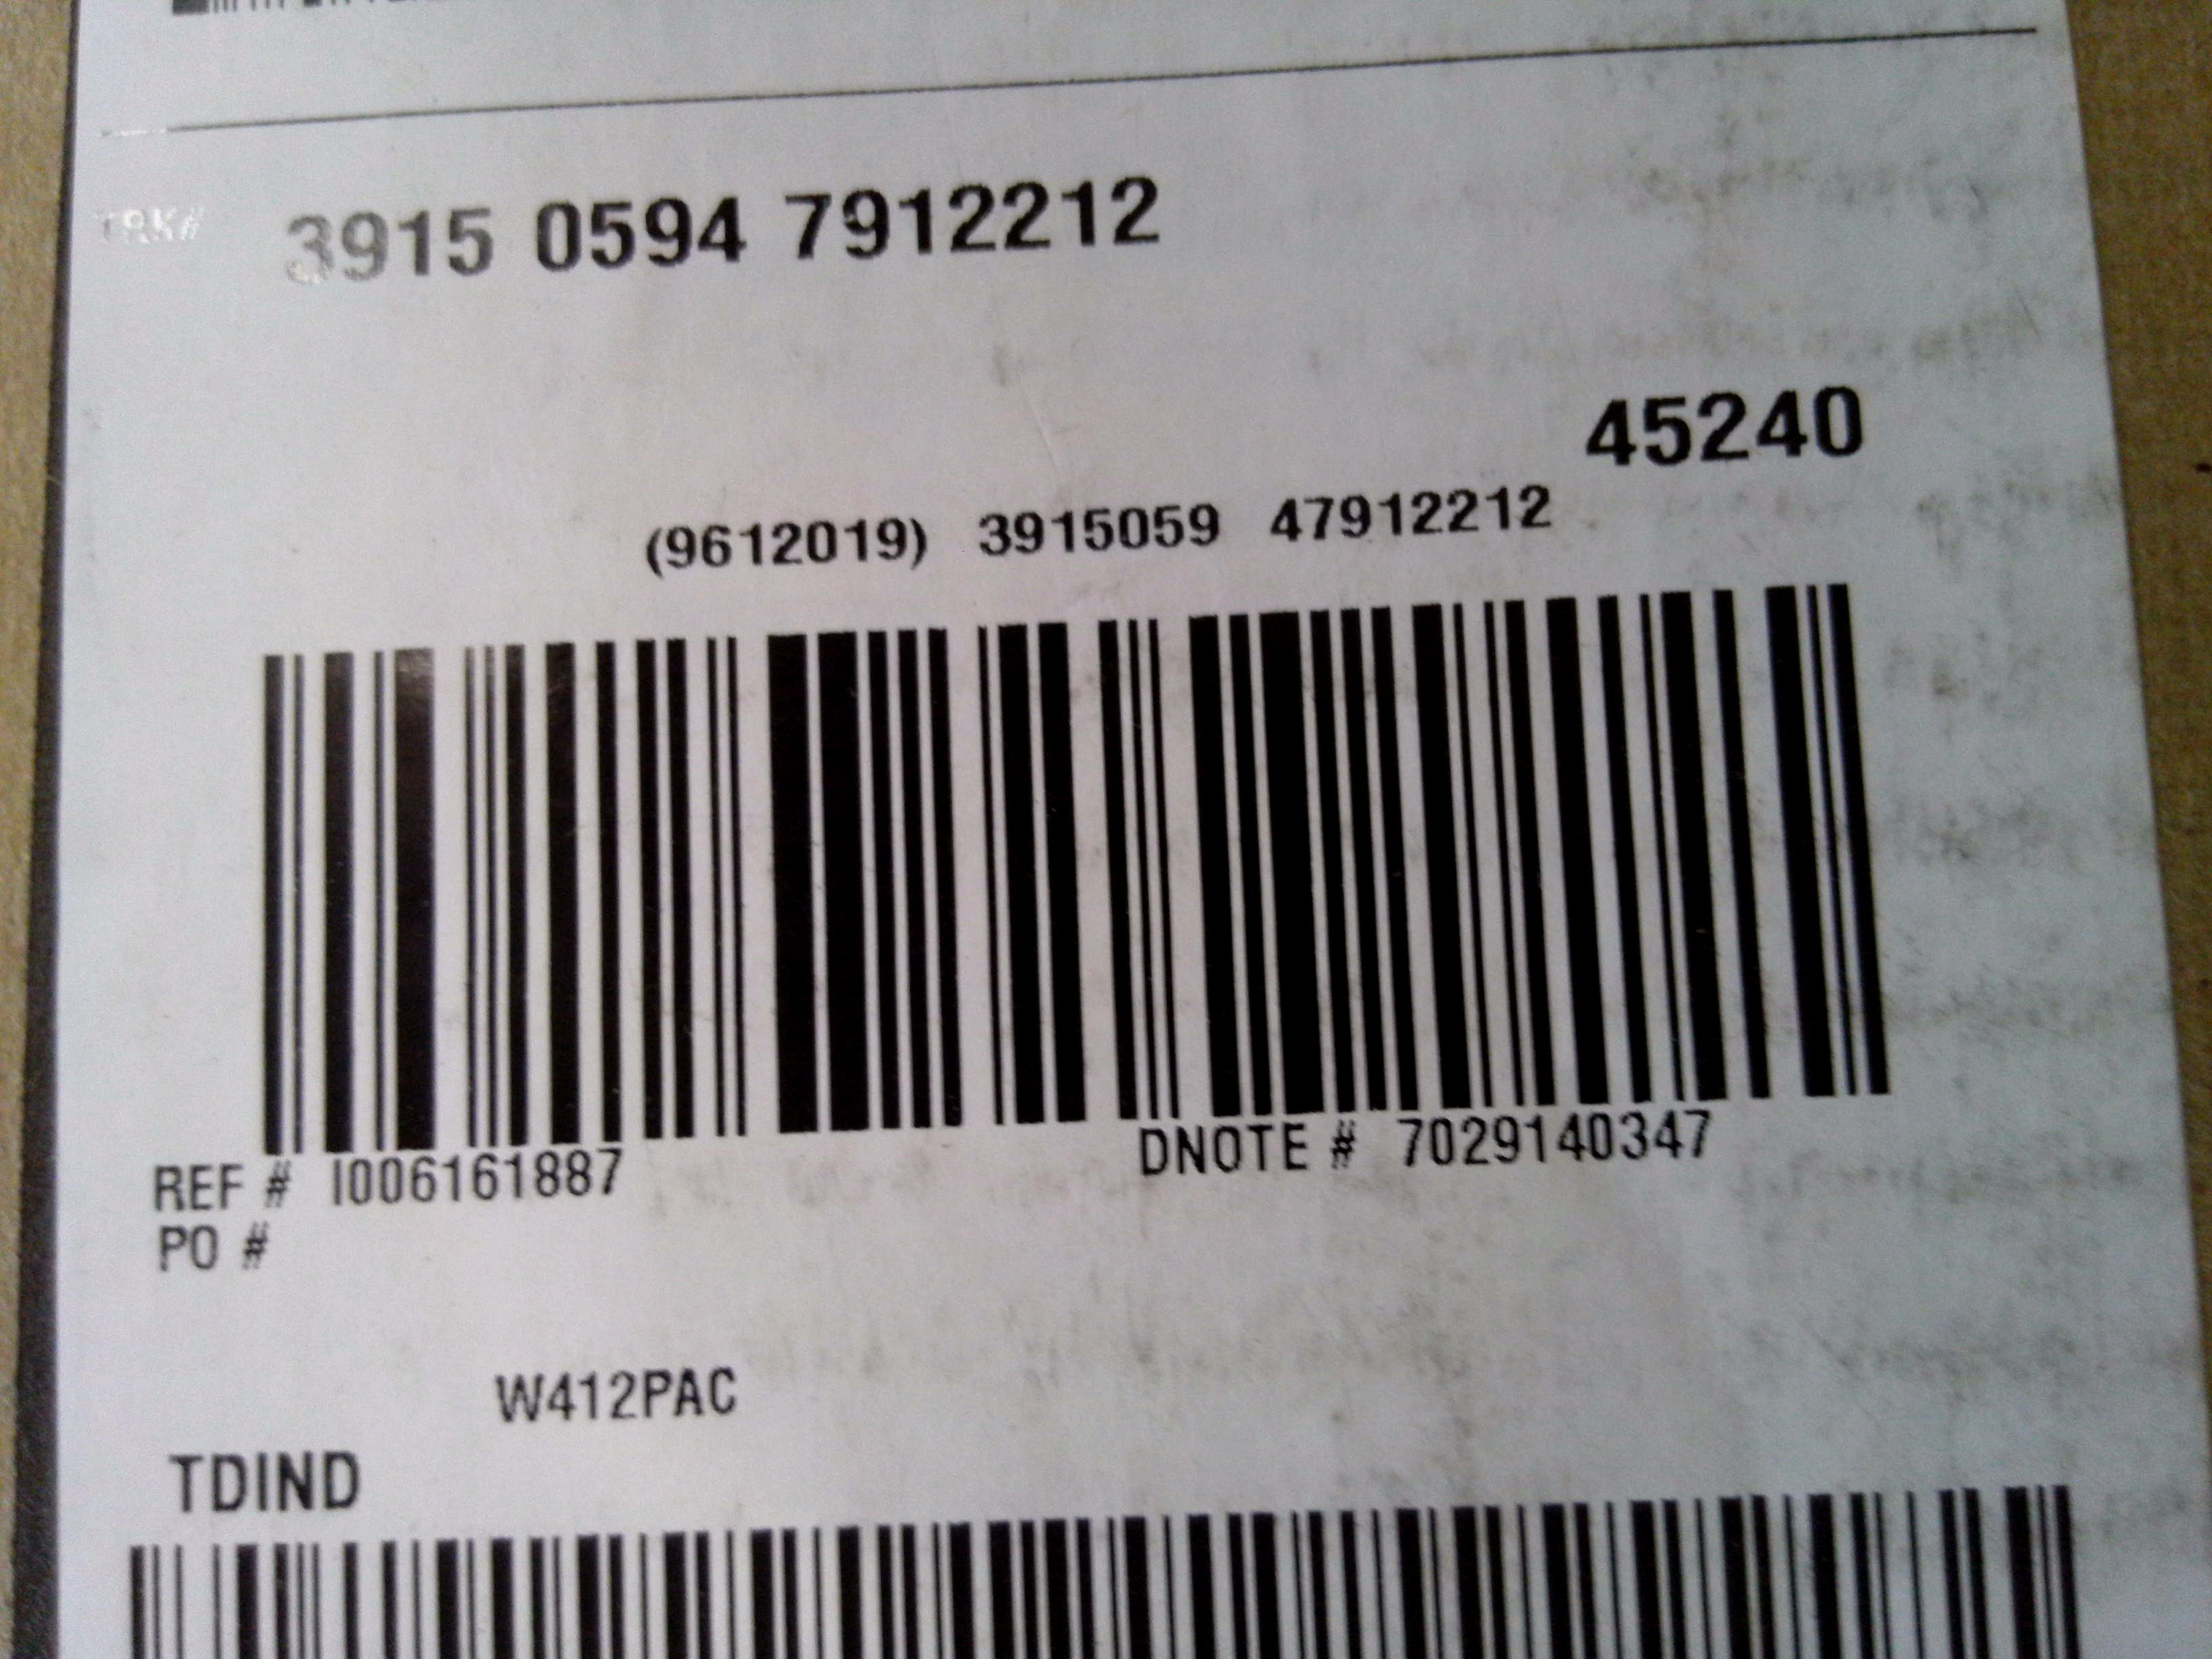 TRK# 3915 0594 7912212
45240
(9612019) 3915059 47912212
REF # I006161887 DNOTE # 7029140347
PO #
W412PAC
TDIND